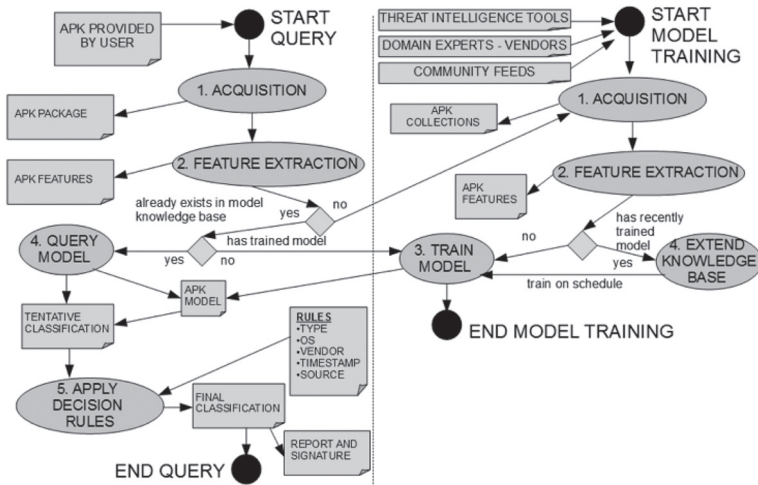 APK PROVIDED
BY USER
START
QUERY
1. ACQUISITION
APK PACKAGE
2. FEATURE EXTRACTION
APK FEATURES
already exists in model
knowledge base
yes
no
has trained model
yes
no
4. QUERY
MODEL
APK
MODEL
TENTATIVE
CLASSIFICATION
RULES
•TYPE
•OS
•VENDOR
•TIMESTAMP
•SOURCE
5. APPLY
DECISION
RULES
FINAL
CLASSIFICATION
REPORT AND
SIGNATURE
END QUERY
THREAT INTELLIGENCE TOOLS
DOMAIN EXPERTS - VENDORS
COMMUNITY FEEDS
START
MODEL
TRAINING
1. ACQUISITION
APK
COLLECTIONS
2. FEATURE EXTRACTION
APK
FEATURES
has recently
trained
model
no
yes
3. TRAIN
MODEL
4. EXTEND
KNOWLEDGE
BASE
train on schedule
END MODEL TRAINING